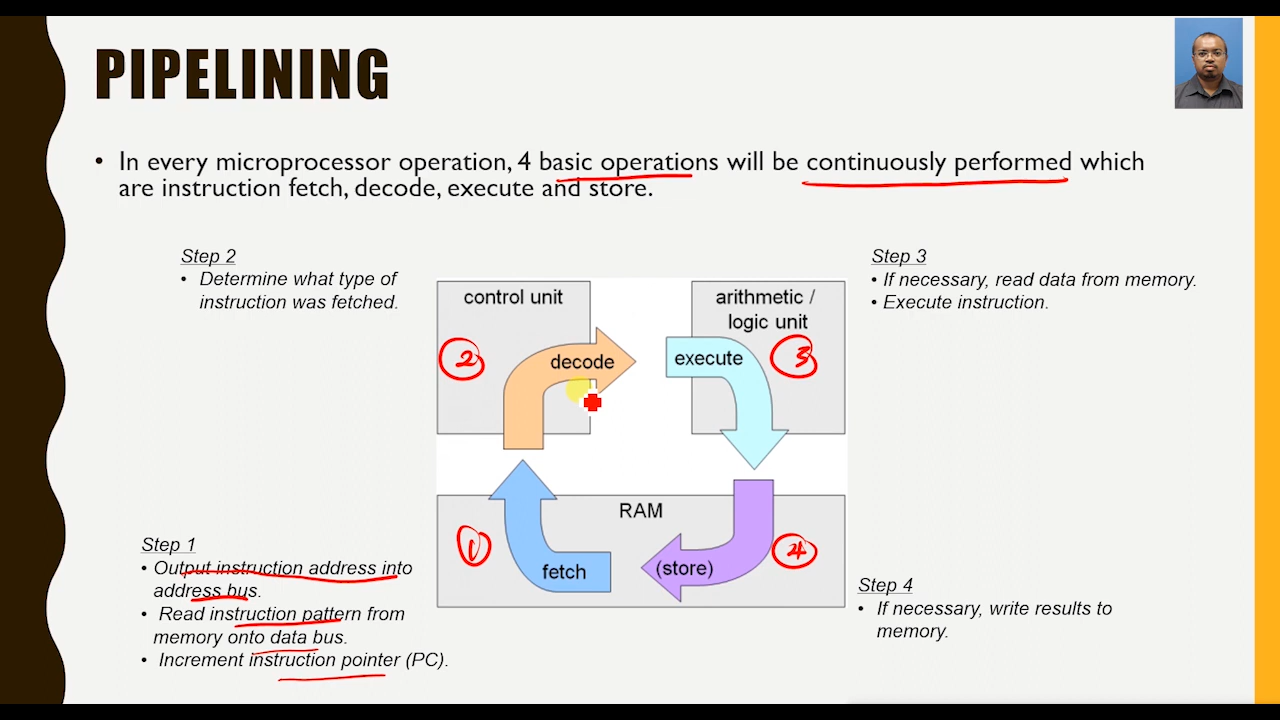 PIPELINING
• In every microprocessor operation, 4 basic operations will be continuously performed which
are instruction fetch, decode, execute and store.
Step 2
• Determine what type of
instruction was fetched.
Step 3
• If necessary, read data from memory.
• Execute instruction.
control unit
arithmetic /
logic unit
2
decode
execute
3
RAM
1
fetch
(store)
4
Step 1
• Output instruction address into
address bus.
• Read instruction pattern from
memory onto data bus.
• Increment instruction pointer (PC).
Step 4
• If necessary, write results to
memory.